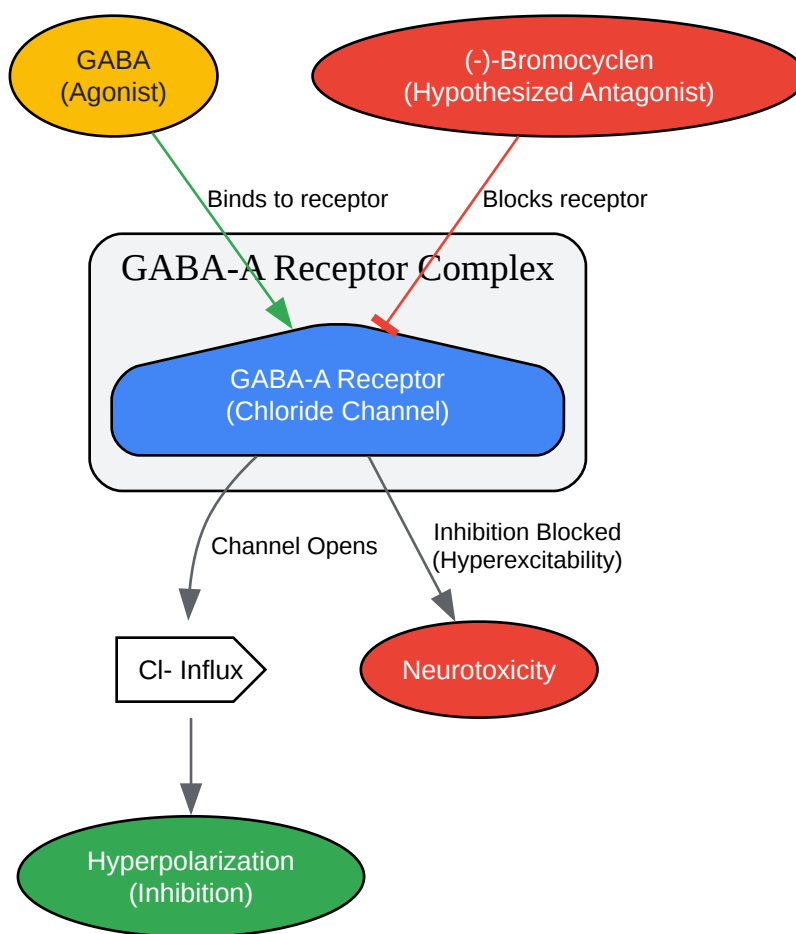 GABA
(Agonist)
(-)-Bromocyclen
(Hypothesized Antagonist)
Binds to receptor
Blocks receptor
GABA-A Receptor Complex
GABA-A Receptor
(Chloride Channel)
Channel Opens
Inhibition Blocked
(Hyperexcitability)
Cl- Influx
Neurotoxicity
Hyperpolarization
(Inhibition)